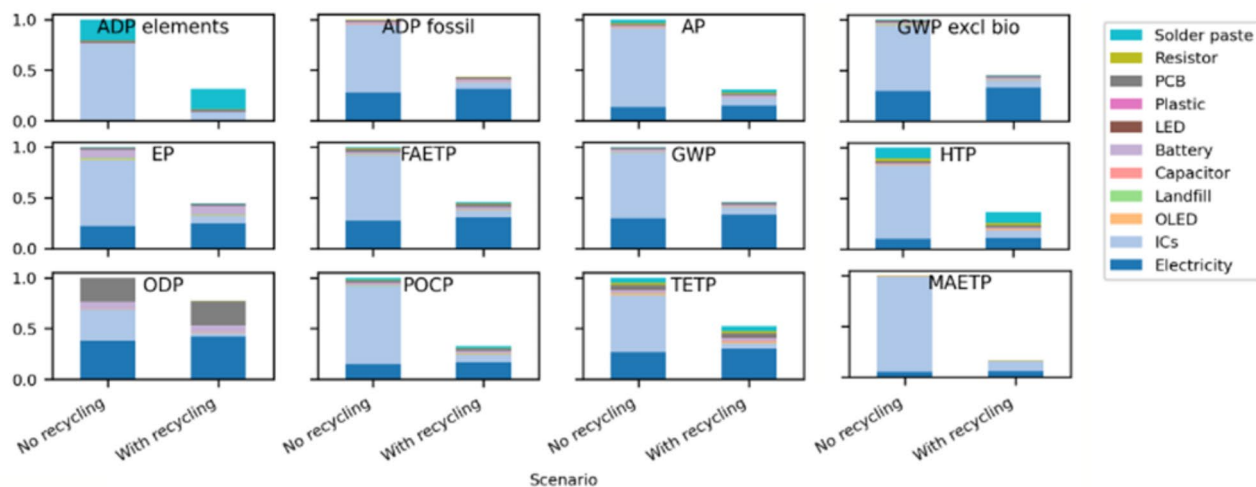 1.0
0.5
0.0
ADP elements
ADP fossil
AP
GWP excl bio
1.0
0.5
0.0
EP
FAETP
GWP
HTP
1.0
0.5
0.0
ODP
POCP
TETP
MAETP
No recycling
With recycling
No recycling
With recycling
No recycling
With recycling
No recycling
With recycling
Scenario
Solder paste
Resistor
PCB
Plastic
LED
Battery
Capacitor
Landfill
OLED
ICs
Electricity